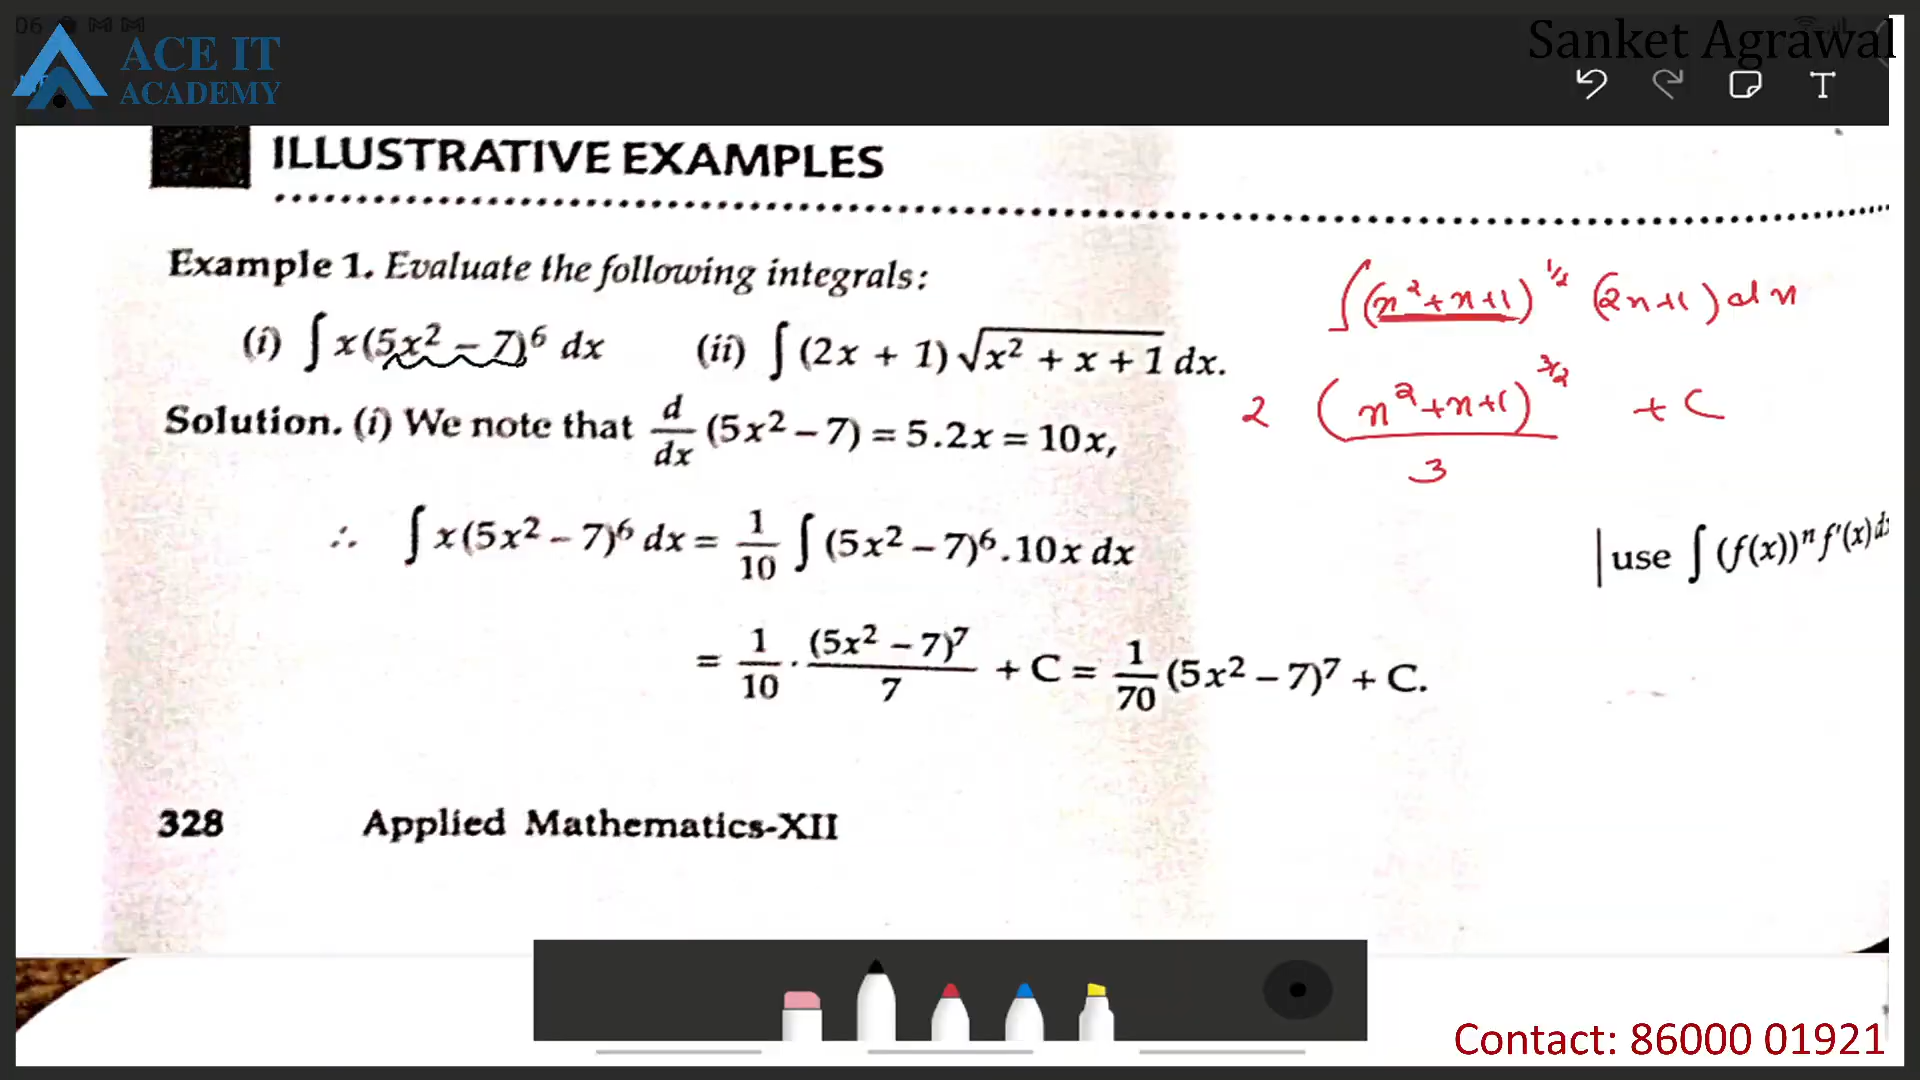 06
ACE IT
ACADEMY
Sanket Agrawal
T
ILLUSTRATIVE EXAMPLES
Example 1. Evaluate the following integrals:
(i) ∫ x(5x² – 7)⁶ dx (ii) ∫ (2x + 1)√(x² + x + 1) dx.
∫(x²+x+1)^1/2 (2x+1) dx
2 (x²+x+1)^3/2 / 3 + C
Solution. (i) We note that d/dx (5x² – 7) = 5.2x = 10x,
∴ ∫ x(5x² – 7)⁶ dx = 1/10 ∫ (5x² – 7)⁶ . 10x dx
| use ∫ (f(x))ⁿ f'(x) dx
= 1/10 · (5x² – 7)⁷/7 + C = 1/70 (5x² – 7)⁷ + C.
328 Applied Mathematics-XII
Contact: 86000 01921